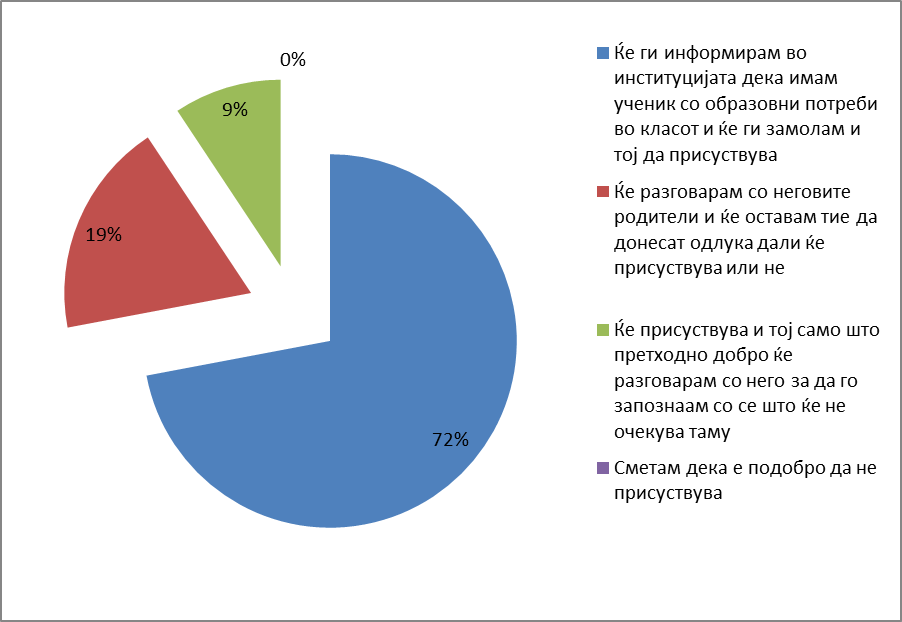 0%
9%
19%
72%
Ќе ги информирам во
институцијата дека имам
ученик со образовни потреби
во класот и ќе ги замолам и
тој да присуствува
Ќе разговарам со неговите
родители и ќе оставам тие да
донесат одлука дали ќе
присуствува или не
Ќе присуствува и тој само што
претходно добро ќе
разговарам со него за да го
запознаам со се што ќе не
очекува таму
Сметам дека е подобро да не
присуствува